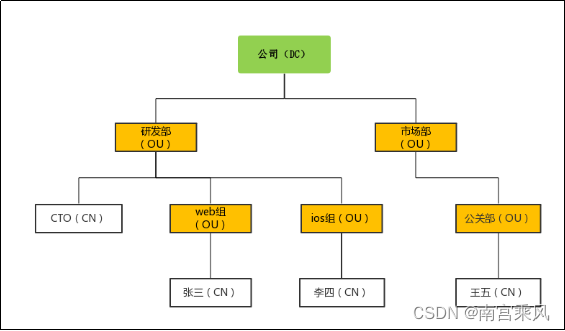 公司（DC）
研发部
（OU）
市场部
（OU）
CTO（CN）
web组
（OU）
ios组（OU）
公关部（OU）
张三（CN）
李四（CN）
王五（CN）
CSDN @南宫乘风